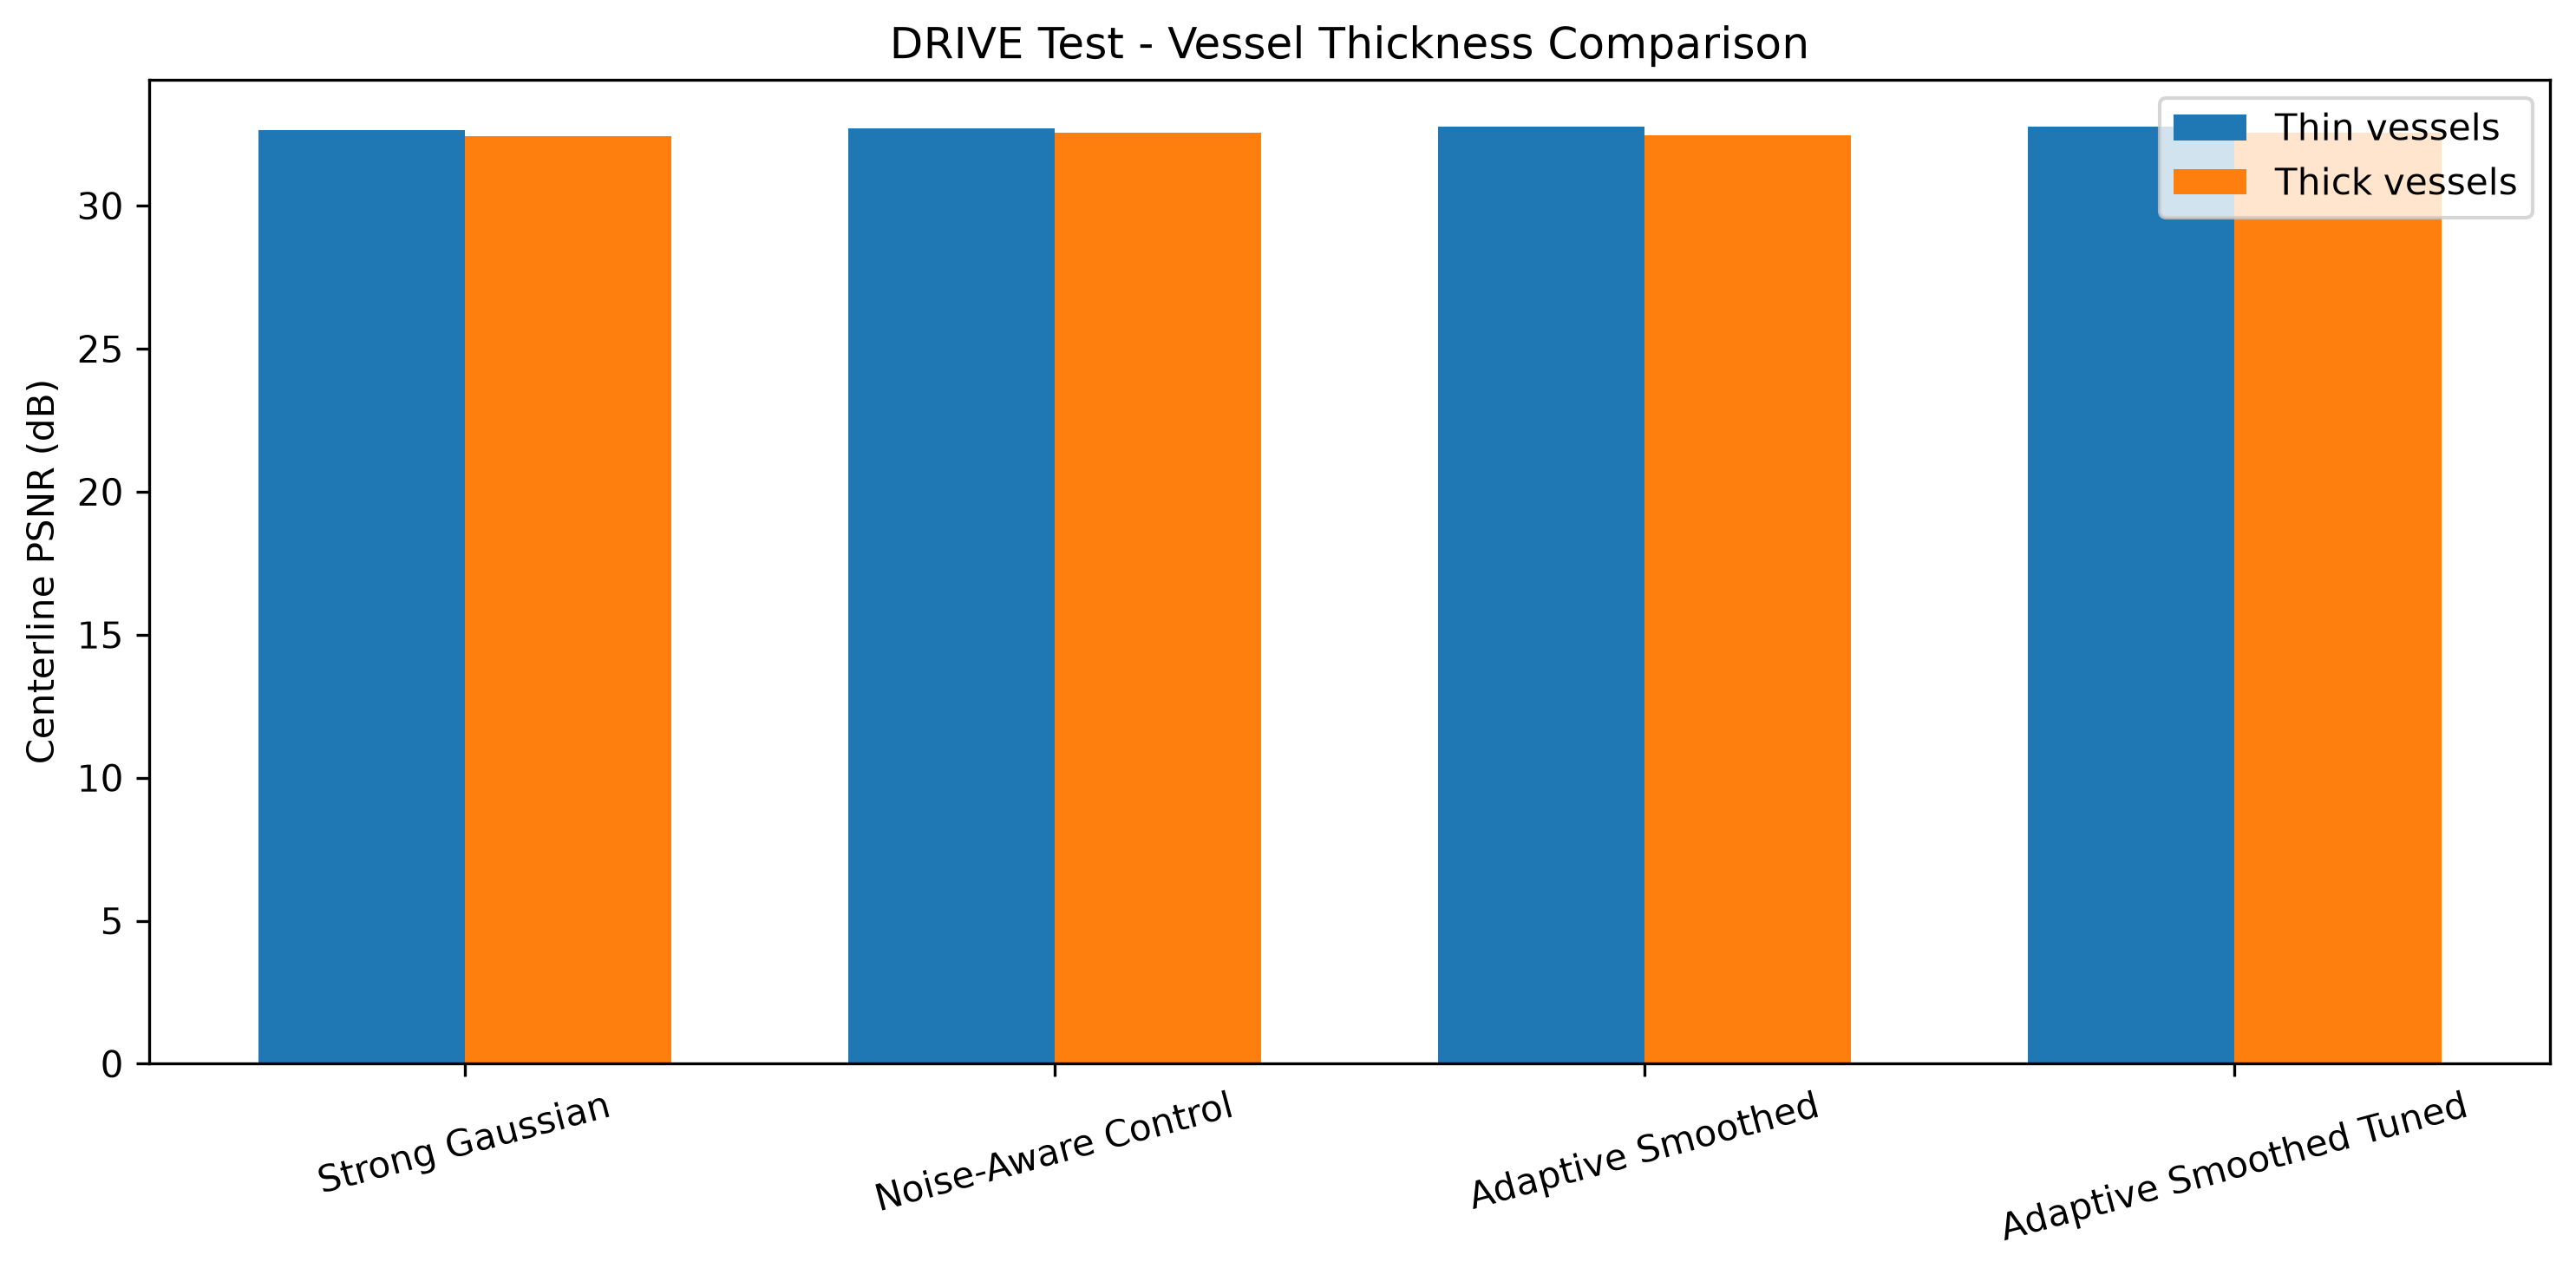 DRIVE Test - Vessel Thickness Comparison
Thin vessels
Thick vessels
Centerline PSNR (dB)
30
25
20
15
10
5
0
Strong Gaussian
Noise-Aware Control
Adaptive Smoothed
Adaptive Smoothed Tuned